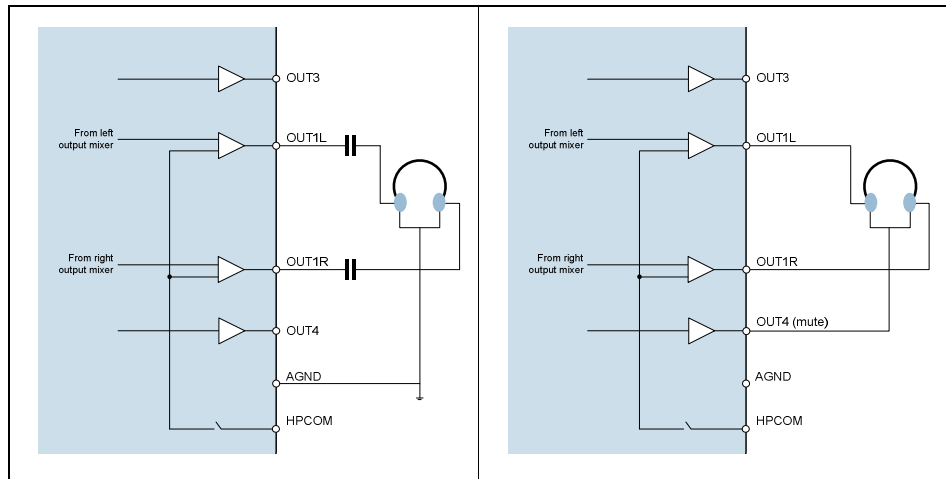 OUT3
From left
output mixer
OUT1L
From right
output mixer
OUT1R
OUT4
AGND
HPCOM
OUT3
From left
output mixer
OUT1L
From right
output mixer
OUT1R
OUT4 (mute)
AGND
HPCOM